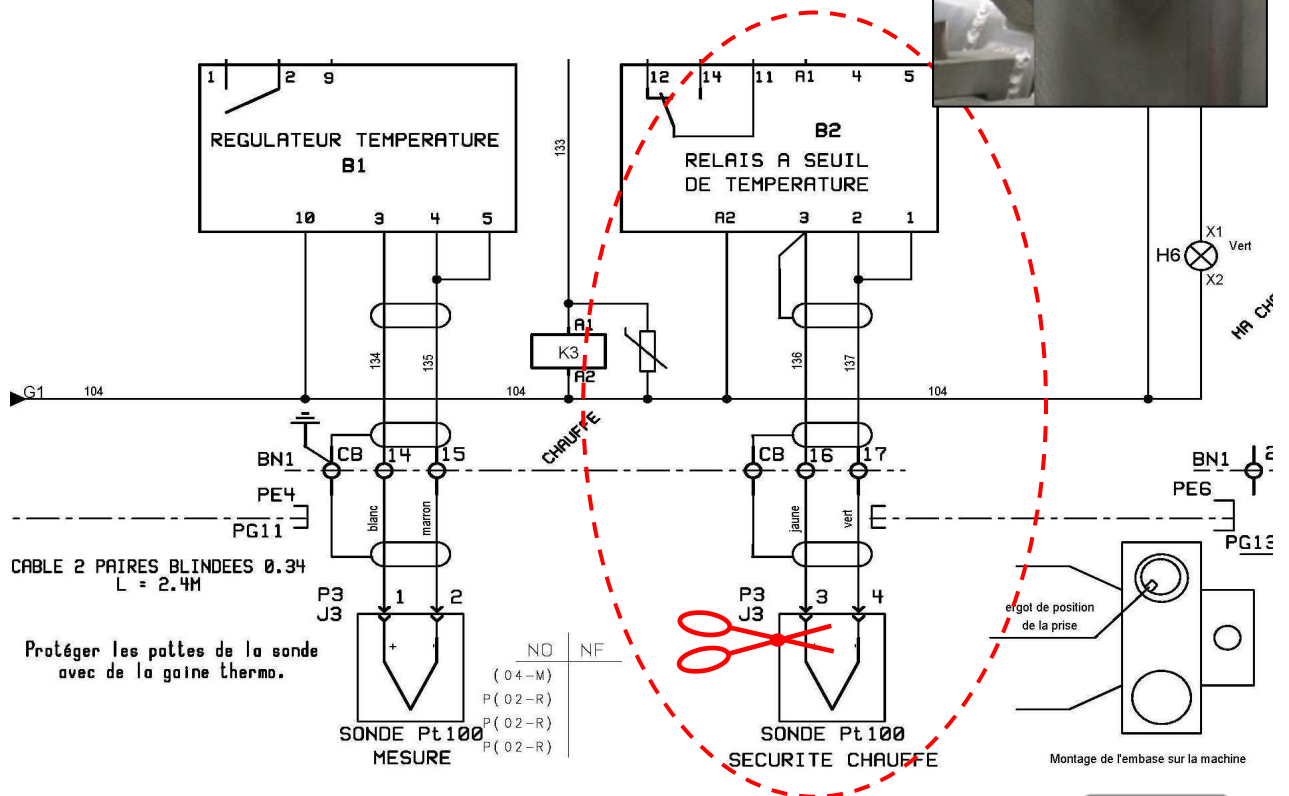 1 2 9
12 14 11 A1 4 5
REGULATEUR TEMPERATURE
B1
133
B2
RELAIS A SEUIL
DE TEMPERATURE
10 3 4 5
A2 3 2 1
X1
H6 Vert
X2
A1
K3
A2
134
135
136
137
G1 104
104
104
CHAUFFE
BN1 CB 14 15
CB 16 17
BN1
PE4
PG11
PE6
PG13
blanc
marron
jaune
vert
CABLE 2 PAIRES BLINDEES 0.34
L = 2.4M
P3 1 2
J3
P3 3 4
J3
+ -
ergot de position
de la prise
Protéger les pattes de la sonde
avec de la gaine thermo.
NO NF
(04-M)
P(02-R)
P(02-R)
P(02-R)
SONDE Pt100
MESURE
SONDE Pt100
SECURITE CHAUFFE
Montage de l'embase sur la machine